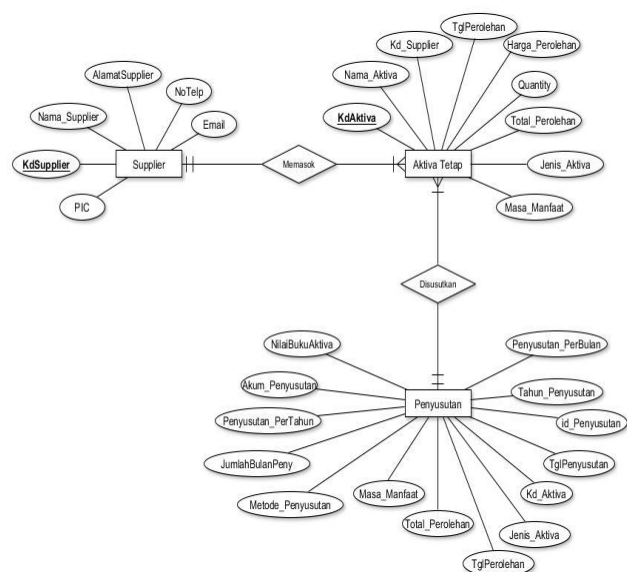 TglPerolehan
Kd_Supplier
Harga_Perolehan
AlamatSupplier
Nama_Aktiva
Quantity
NoTelp
Nama_Supplier
KdAktiva
Total_Perolehan
Email
KdSupplier
Supplier
Memasok
Aktiva Tetap
Jenis_Aktiva
PIC
Masa_Manfaat
Disusutkan
NilaiBukuAktiva
Penyusutan_PerBulan
Akum_Penyusutan
Tahun_Penyusutan
Penyusutan
Penyusutan_PerTahun
id_Penyusutan
JumlahBulanPeny
TglPenyusutan
Masa_Manfaat
Kd_Aktiva
Metode_Penyusutan
Total_Perolehan
Jenis_Aktiva
TglPerolehan